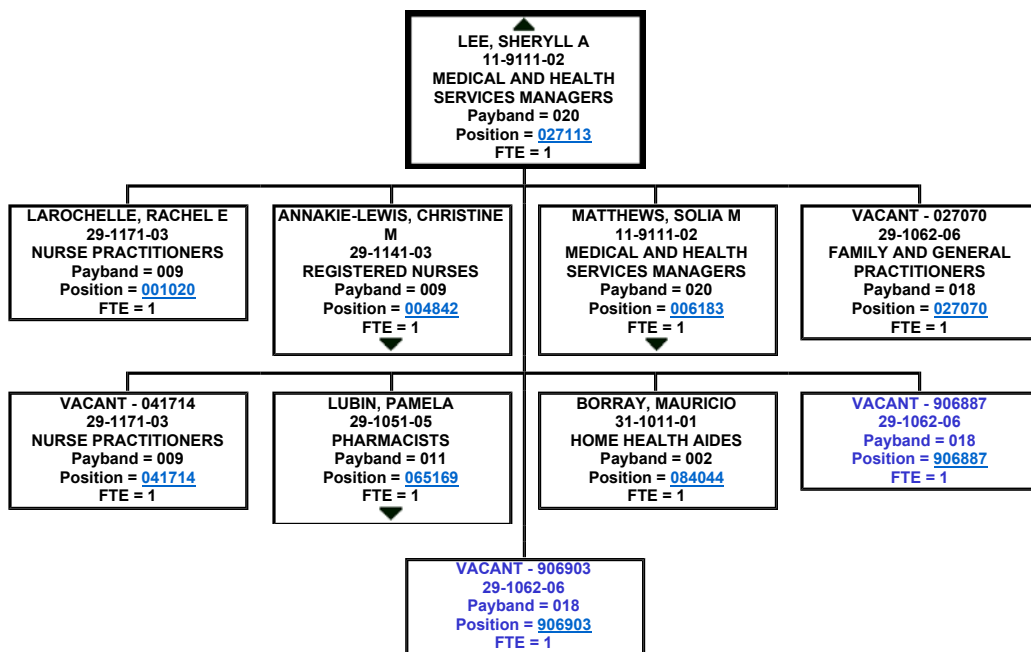 LEE, SHERYLL A
11-9111-02
MEDICAL AND HEALTH
SERVICES MANAGERS
Payband = 020
Position = 027113
FTE = 1
LAROCHELLE, RACHEL E
29-1171-03
NURSE PRACTITIONERS
Payband = 009
Position = 001020
FTE = 1
ANNAKIE-LEWIS, CHRISTINE
M
29-1141-03
REGISTERED NURSES
Payband = 009
Position = 004842
FTE = 1
MATTHEWS, SOLIA M
11-9111-02
MEDICAL AND HEALTH
SERVICES MANAGERS
Payband = 020
Position = 006183
FTE = 1
VACANT - 027070
29-1062-06
FAMILY AND GENERAL
PRACTITIONERS
Payband = 018
Position = 027070
FTE = 1
VACANT - 041714
29-1171-03
NURSE PRACTITIONERS
Payband = 009
Position = 041714
FTE = 1
LUBIN, PAMELA
29-1051-05
PHARMACISTS
Payband = 011
Position = 065169
FTE = 1
BORRAY, MAURICIO
31-1011-01
HOME HEALTH AIDES
Payband = 002
Position = 084044
FTE = 1
VACANT - 906887
29-1062-06
Payband = 018
Position = 906887
FTE = 1
VACANT - 906903
29-1062-06
Payband = 018
Position = 906903
FTE = 1